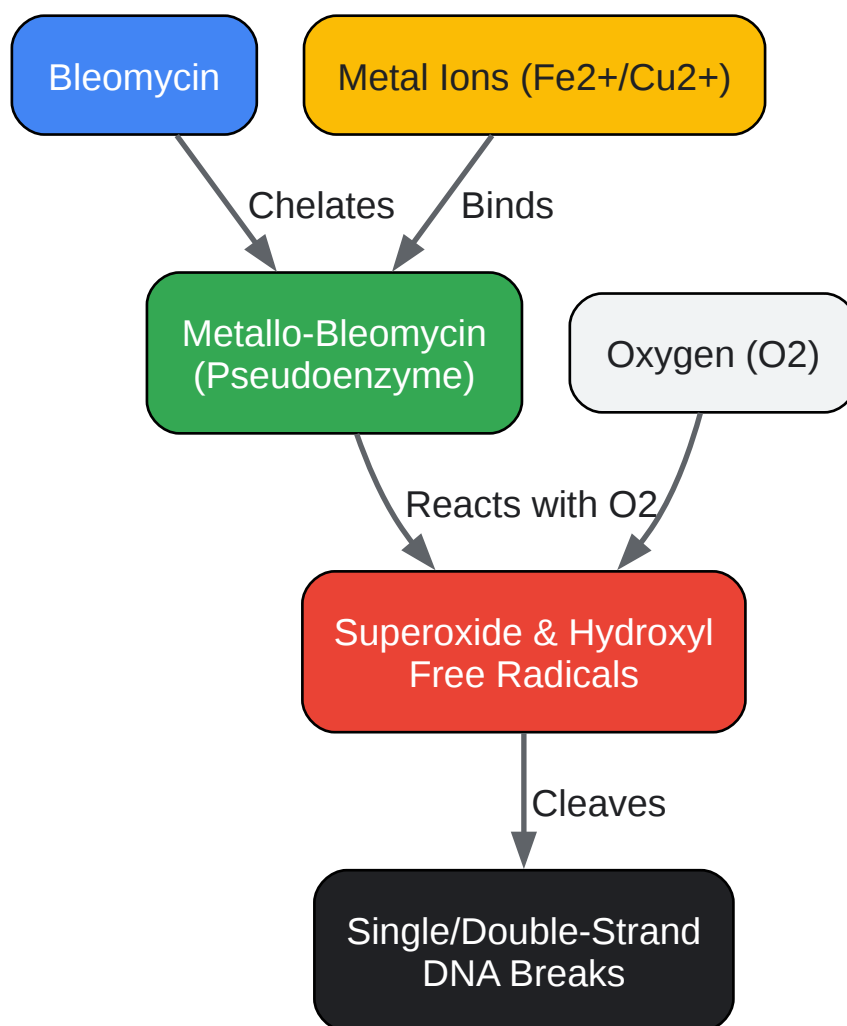 Bleomycin
Metal Ions (Fe2+/Cu2+)
Chelates
Binds
Metallo-Bleomycin
(Pseudoenzyme)
Oxygen (O2)
Reacts with O2
Superoxide & Hydroxyl
Free Radicals
Cleaves
Single/Double-Strand
DNA Breaks